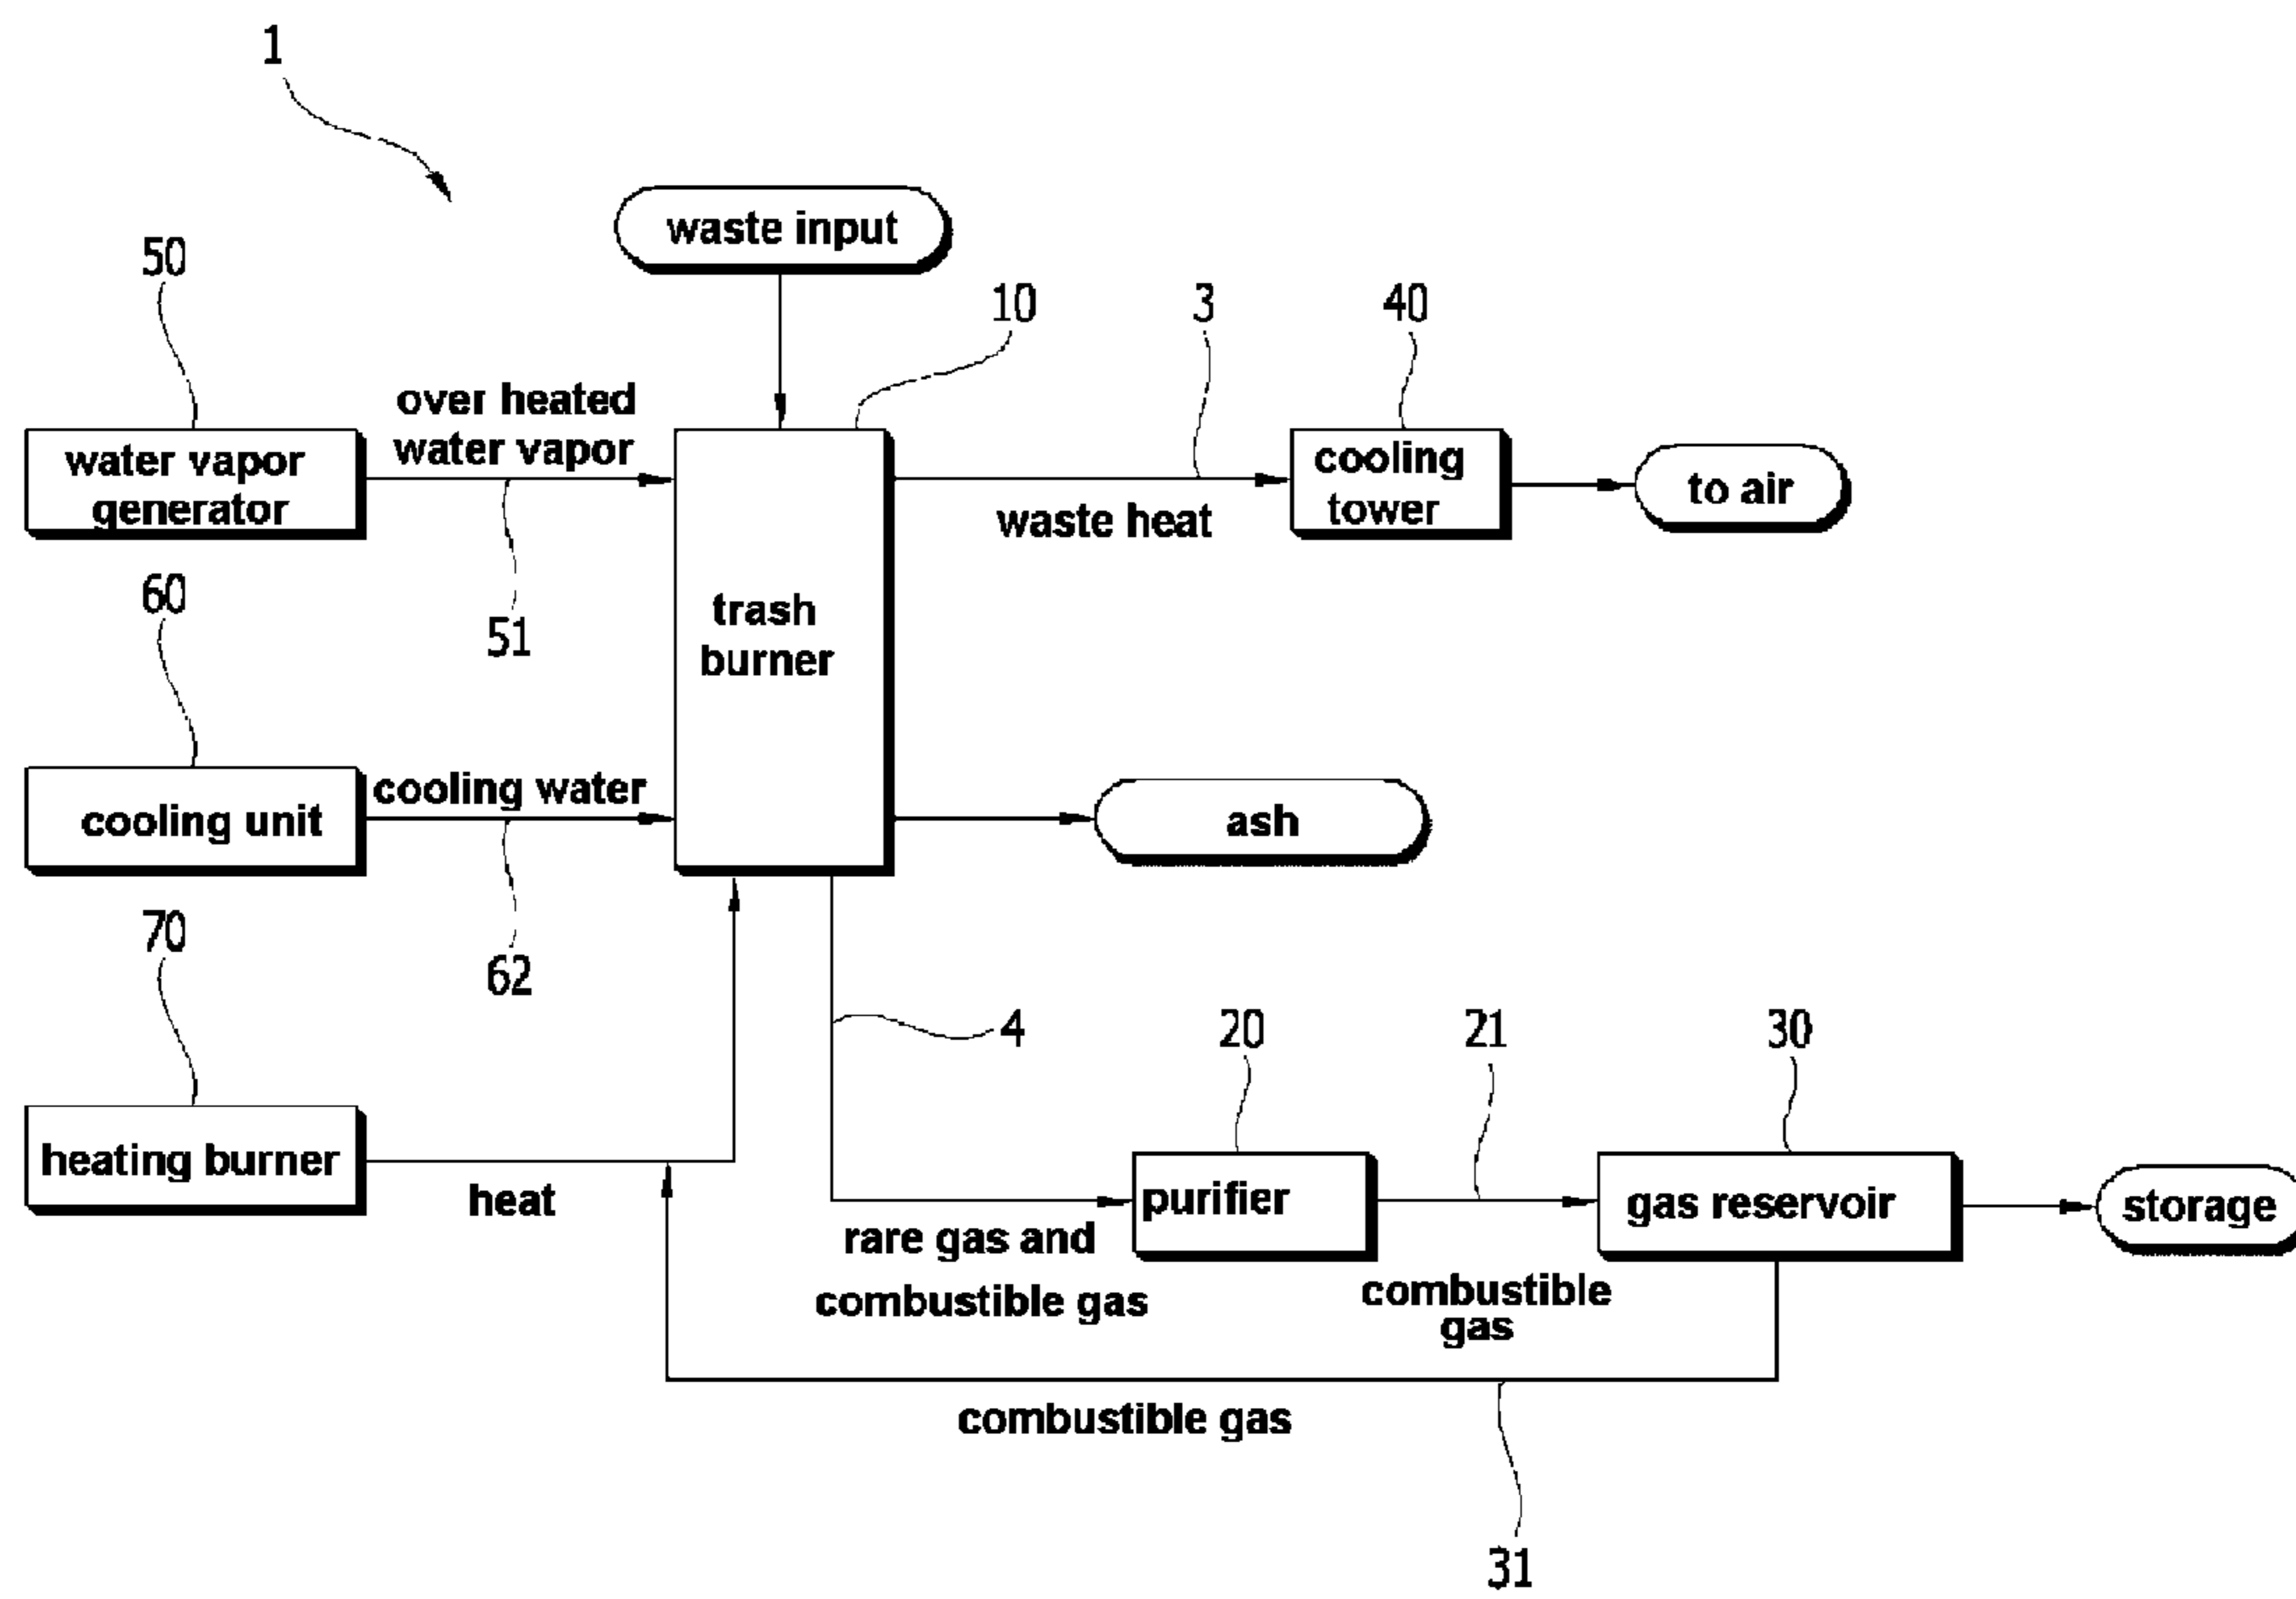 1
waste input
50
10
3
40
over heated
water vapor
water vapor
generator
cooling
tower
to air
waste heat
60
51
trash
burner
cooling water
cooling unit
ash
70
62
4
20
21
30
heating burner
heat
purifier
gas reservoir
storage
rare gas and
combustible gas
combustible
gas
combustible gas
31